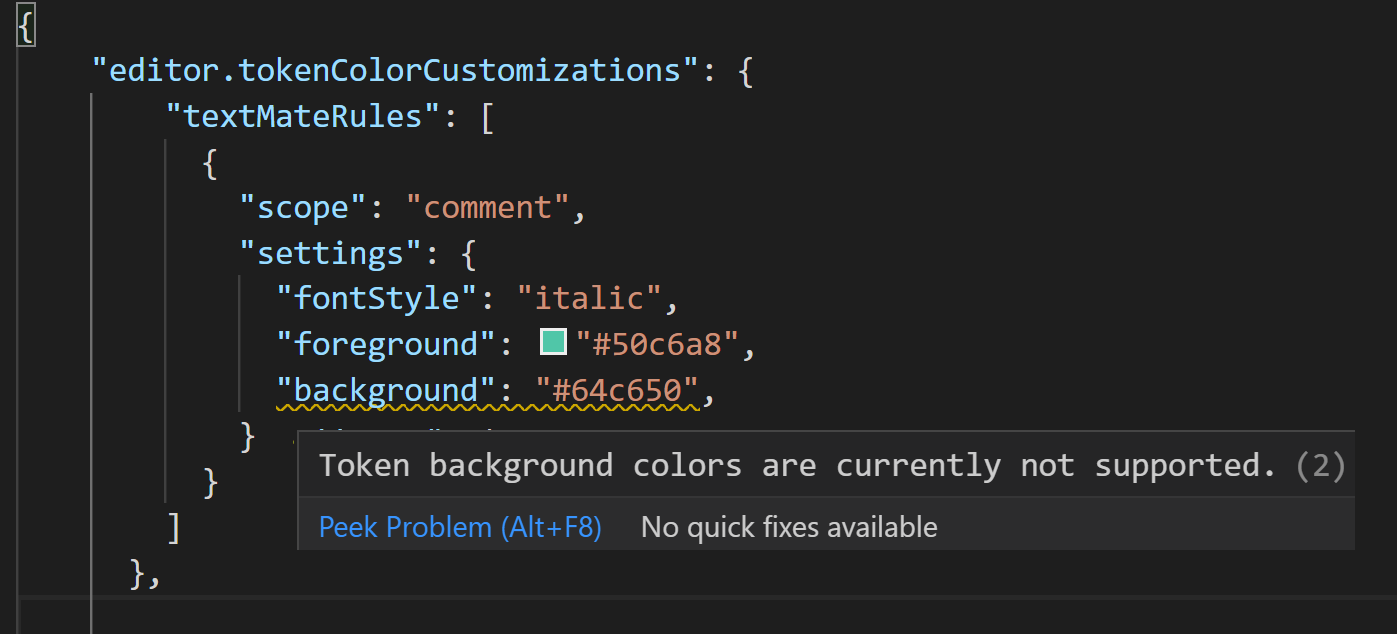 {
"editor.tokenColorCustomizations": {
"textMateRules": [
{
"scope": "comment",
"settings": {
"fontStyle": "italic",
"foreground": "#50c6a8",
"background": "#64c650",
}
Token background colors are currently not supported. (2)
}
Peek Problem (Alt+F8) No quick fixes available
]
},